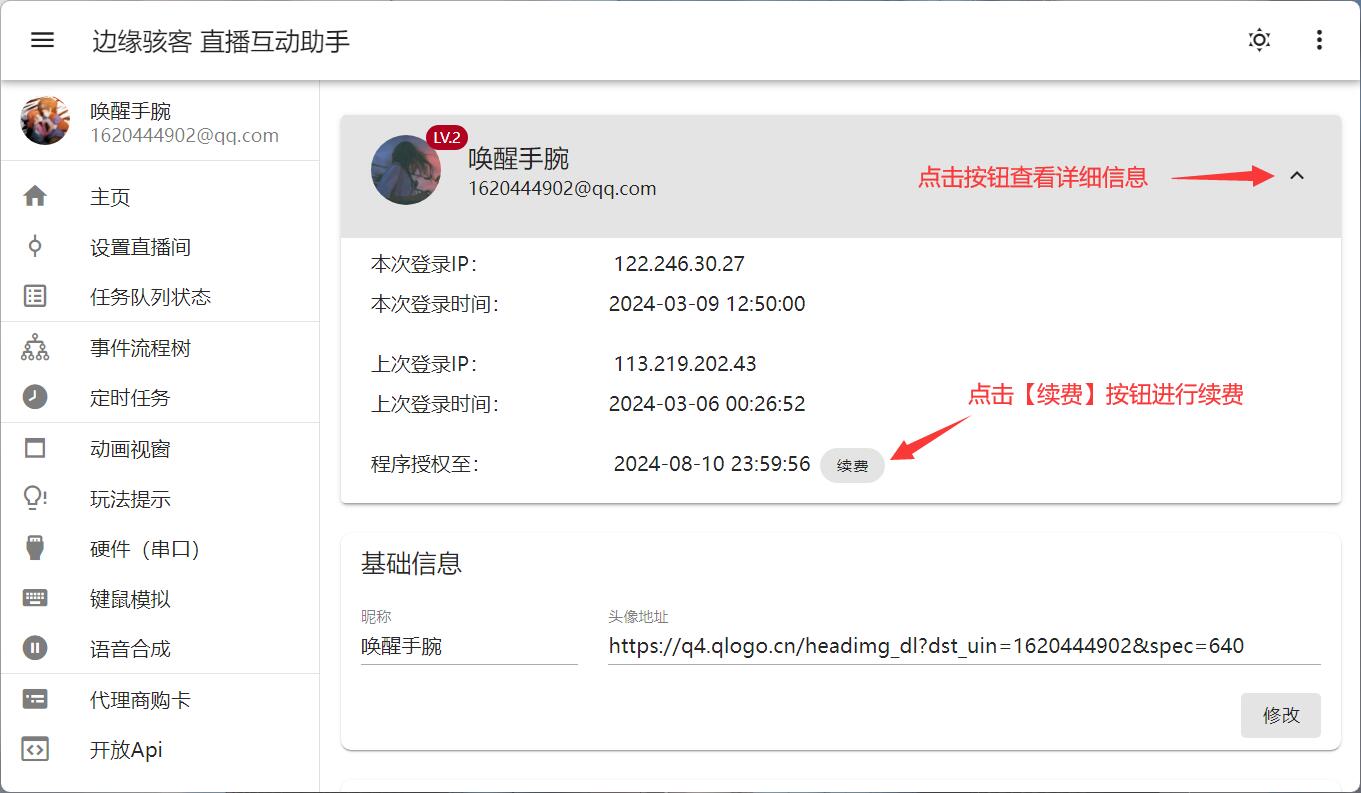 边缘骇客 直播互动助手
唤醒手腕
1620444902@qq.com
主页
设置直播间
任务队列状态
事件流程树
定时任务
动画视窗
玩法提示
硬件（串口）
键鼠模拟
语音合成
代理商购卡
开放Api
LV.2
唤醒手腕
1620444902@qq.com
点击按钮查看详细信息
本次登录IP： 122.246.30.27
本次登录时间： 2024-03-09 12:50:00
上次登录IP： 113.219.202.43
上次登录时间： 2024-03-06 00:26:52
点击【续费】按钮进行续费
程序授权至： 2024-08-10 23:59:56 续费
基础信息
昵称 头像地址
唤醒手腕 https://q4.qlogo.cn/headimg_dl?dst_uin=1620444902&spec=640
修改